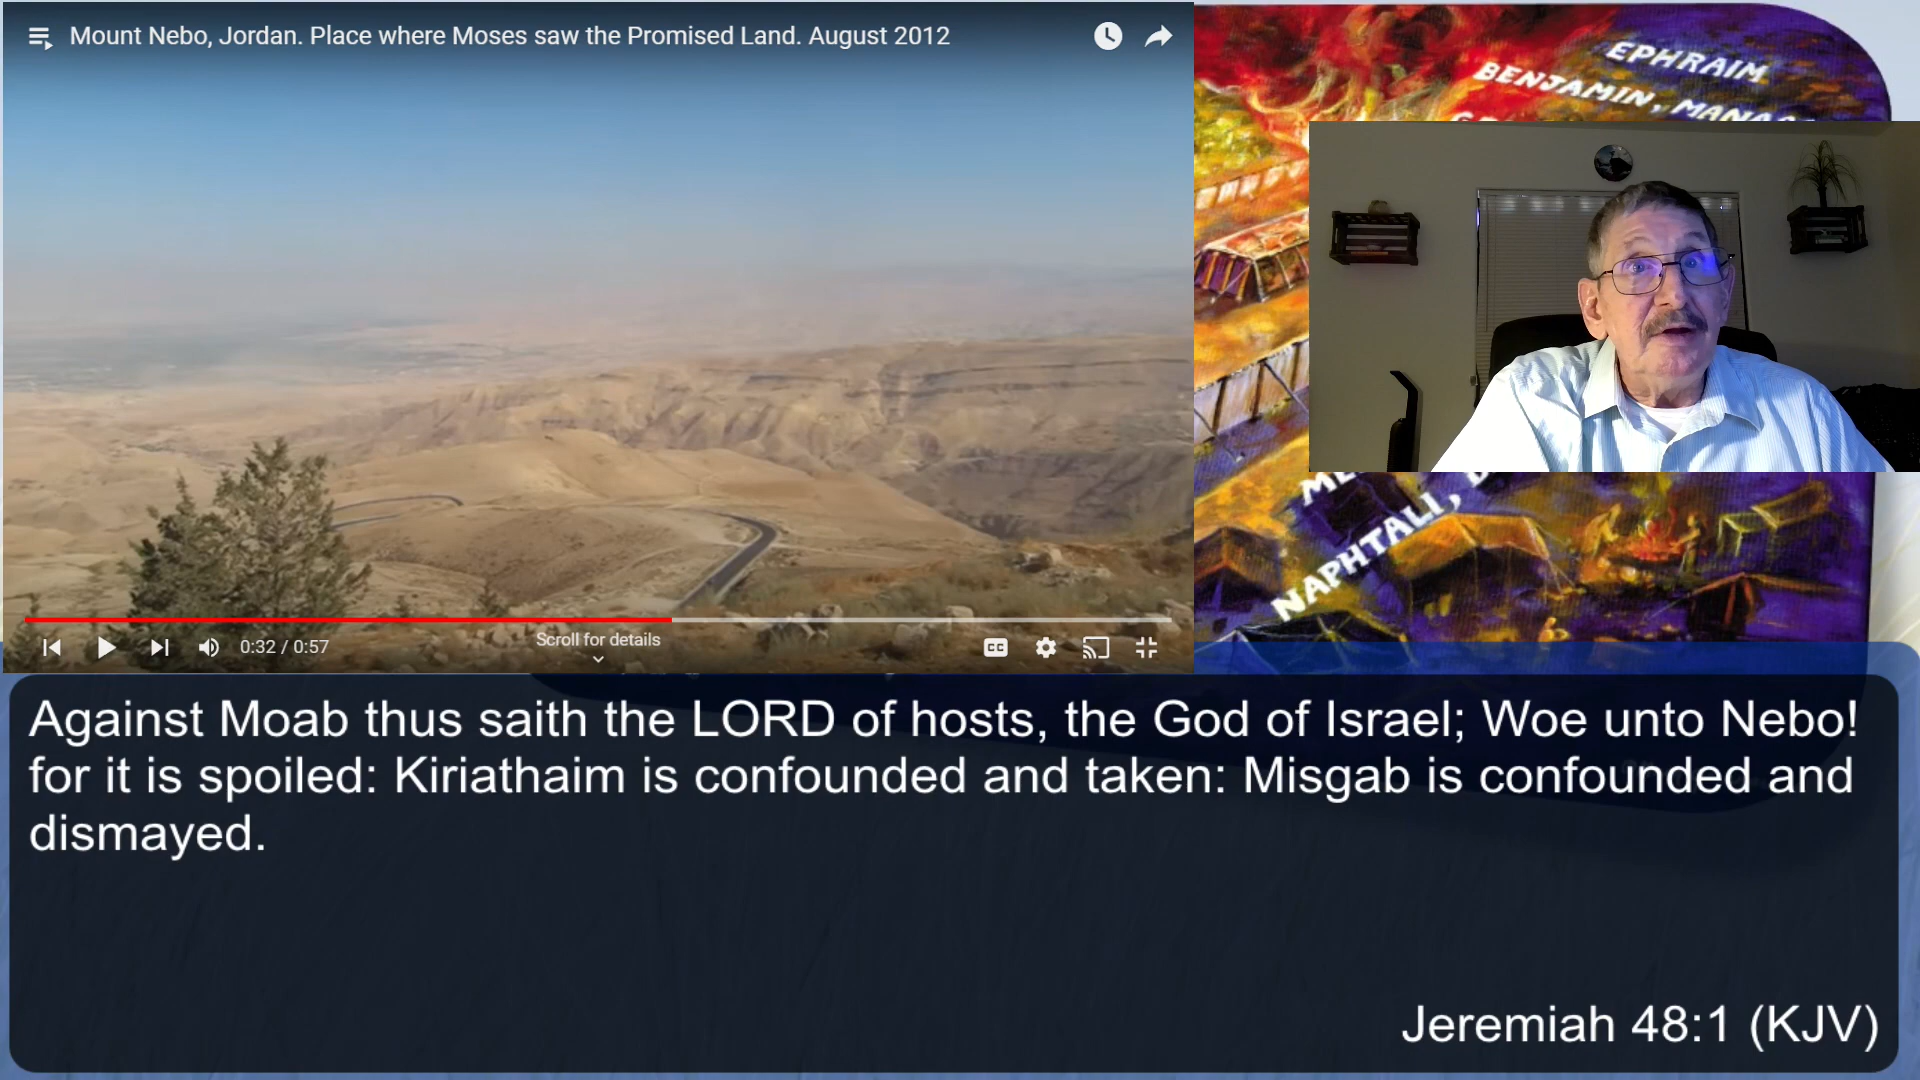 Mount Nebo, Jordan. Place where Moses saw the Promised Land. August 2012
EPHRAIM
BENJAMIN,
NAPHTALI,
Scroll for details
0:32 / 0:57
CC
Against Moab thus saith the LORD of hosts, the God of Israel; Woe unto Nebo!
for it is spoiled: Kiriathaim is confounded and taken: Misgab is confounded and
dismayed.
Jeremiah 48:1 (KJV)